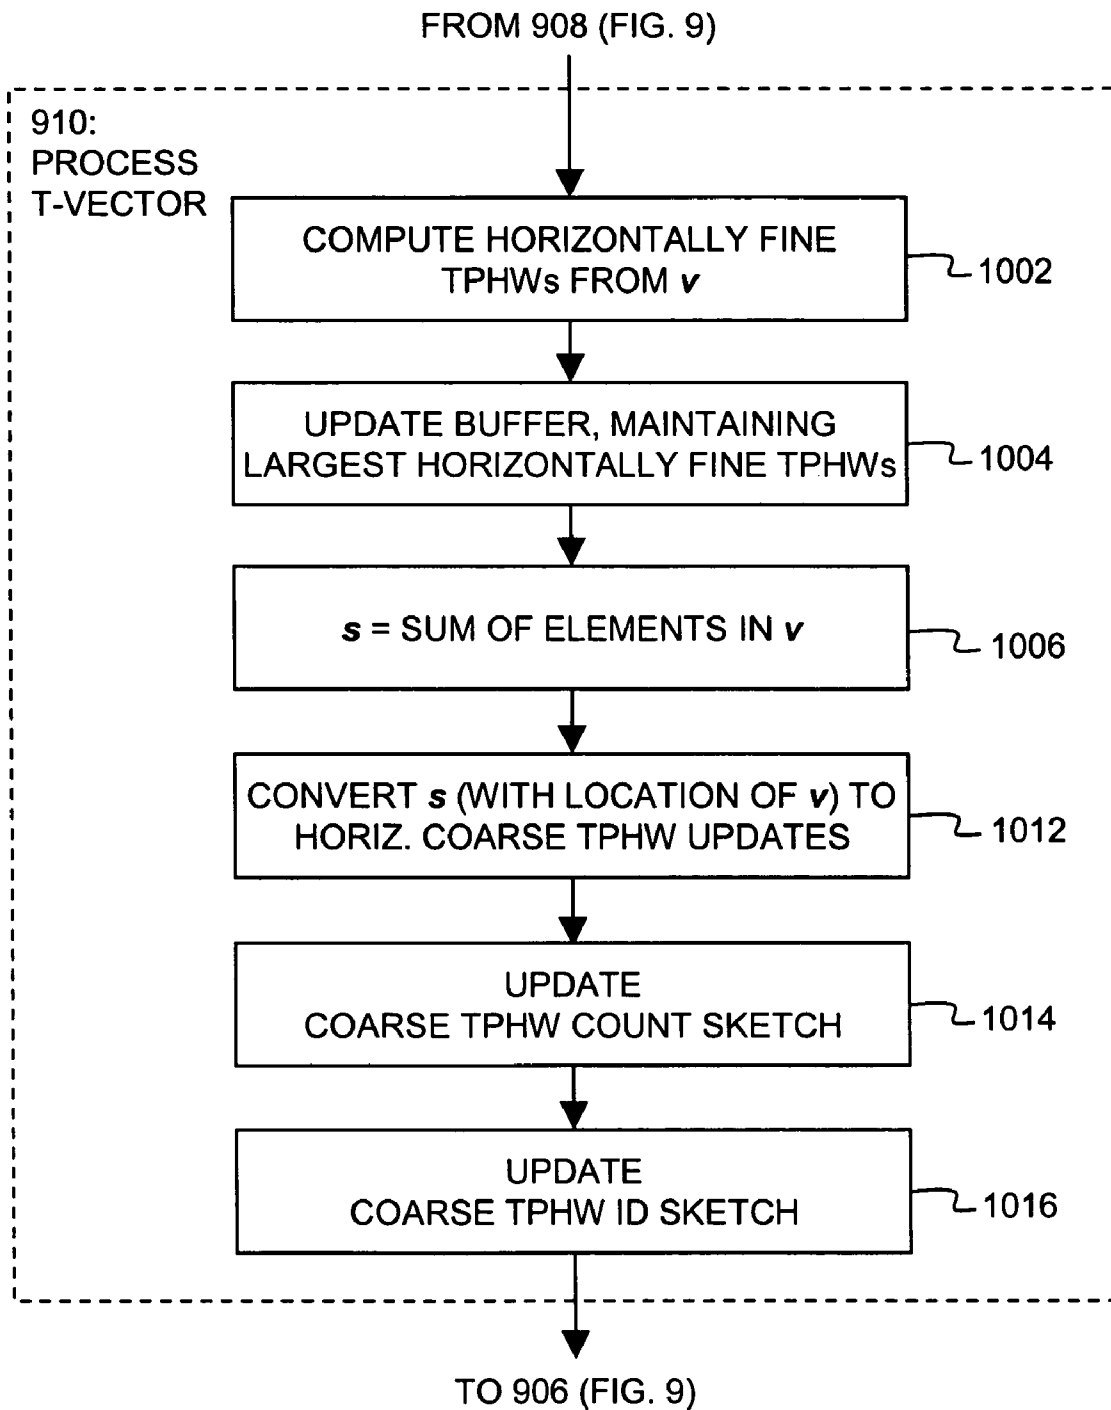 FROM 908 (FIG. 9)
910:
PROCESS
T-VECTOR
COMPUTE HORIZONTALLY FINE
TPHWs FROM v
1002
UPDATE BUFFER, MAINTAINING
LARGEST HORIZONTALLY FINE TPHWs
1004
s = SUM OF ELEMENTS IN v
1006
CONVERT s (WITH LOCATION OF v) TO
HORIZ. COARSE TPHW UPDATES
1012
UPDATE
COARSE TPHW COUNT SKETCH
1014
UPDATE
COARSE TPHW ID SKETCH
1016
TO 906 (FIG. 9)